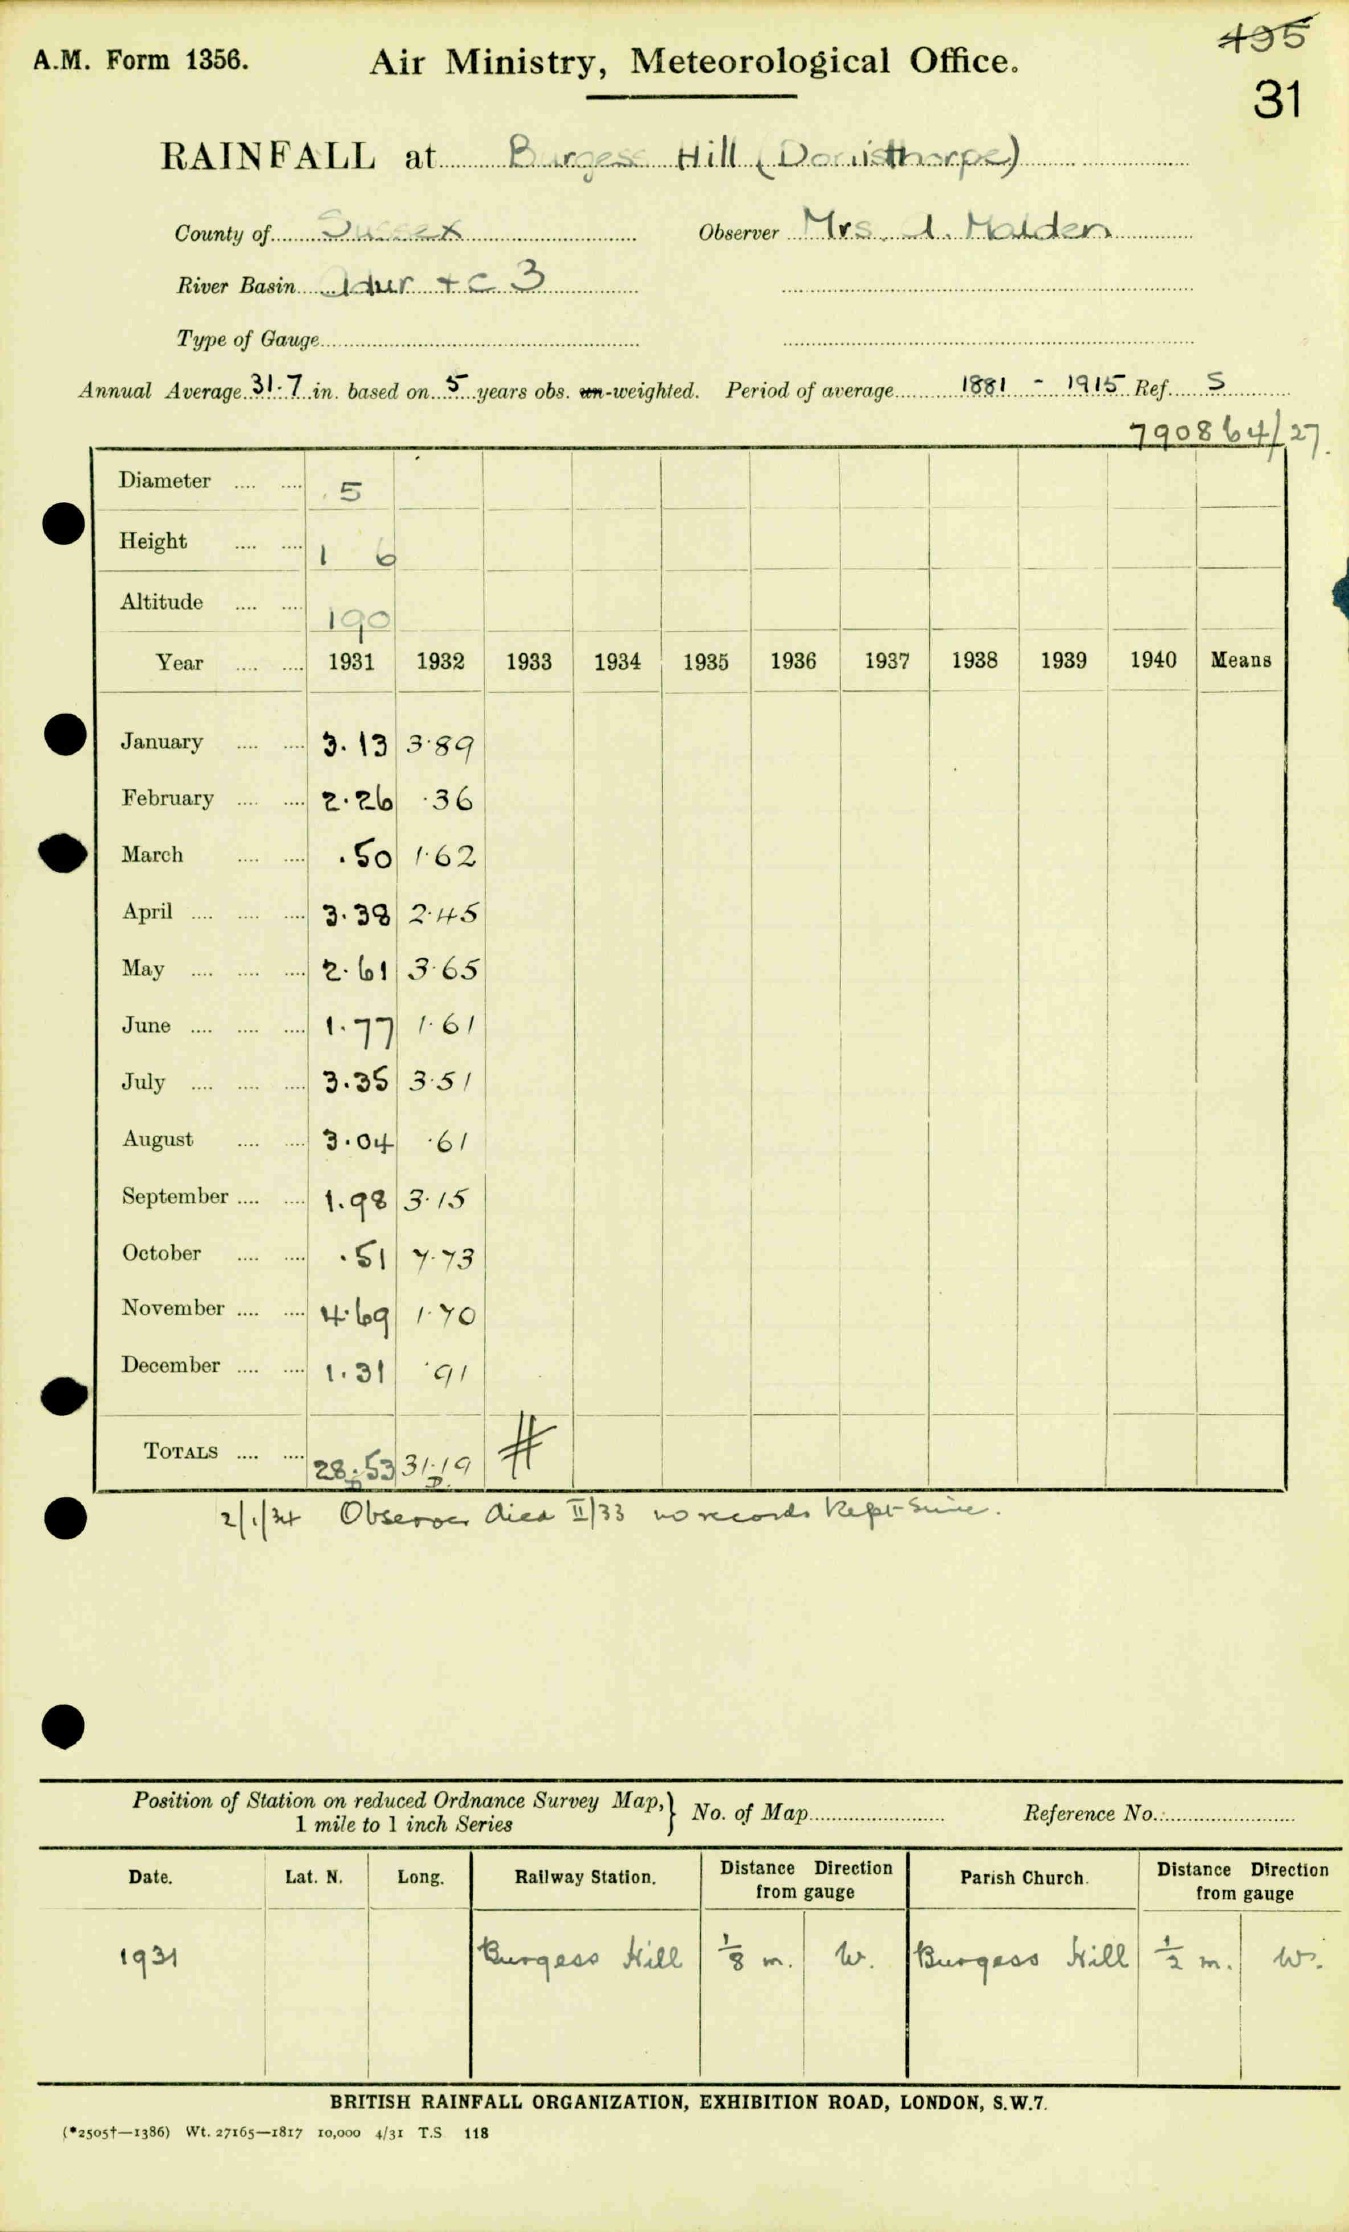 A.M. Form 1356.
Air Ministry, Meteorological Office.
495
31
RAINFALL at Burgess Hill (Donisthorpe)
County of Sussex Observer Mrs. J. Malden
River Basin Adur + C 3
Type of Gauge
Annual Average 31.7 in. based on 5 years obs. un-weighted. Period of average 1881 - 1915 Ref. S
790864/27.
Diameter .... .... 5
Height .... .... 1 6
Altitude .... .... 190
Year .... .... 1931 1932 1933 1934 1935 1936 1937 1938 1939 1940 Means
January .... .... 3.13 3.89
February .... .... 2.26 .36
March .... .... .50 1.62
April .... .... .... 3.38 2.45
May .... .... .... 2.61 3.65
June .... .... .... 1.77 1.61
July .... .... .... 3.35 3.51
August .... .... 3.04 .61
September .... .... 1.98 3.15
October .... .... .51 7.73
November .... .... 4.69 1.70
December .... .... 1.31 .91
TOTALS .... .... 28.53 31.19 #
2/1/34 Observer died II/33 no records kept since.
Position of Station on reduced Ordnance Survey Map, } No. of Map Reference No.
1 mile to 1 inch Series
Date. Lat. N. Long. Railway Station. Distance Direction from gauge Parish Church. Distance Direction from gauge
1931 Burgess Hill 1/8 m. W. Burgess Hill 1/2 m. W.
BRITISH RAINFALL ORGANIZATION, EXHIBITION ROAD, LONDON, S.W.7.
(*2505†—1386) Wt. 27165—1817 10,000 4/31 T.S. 118